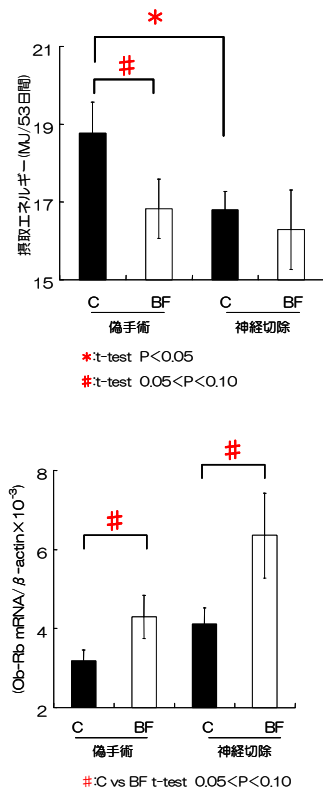 *
#
21
19
17
15
摂取エネルギー(MJ/53日間)
C BF C BF
偽手術 神経切除
*:t-test P<0.05
#:t-test 0.05<P<0.10
#
#
8
6
4
2
(Ob-Rb mRNA/β-actin×10⁻³)
C BF C BF
偽手術 神経切除
#:C vs BF t-test 0.05<P<0.10